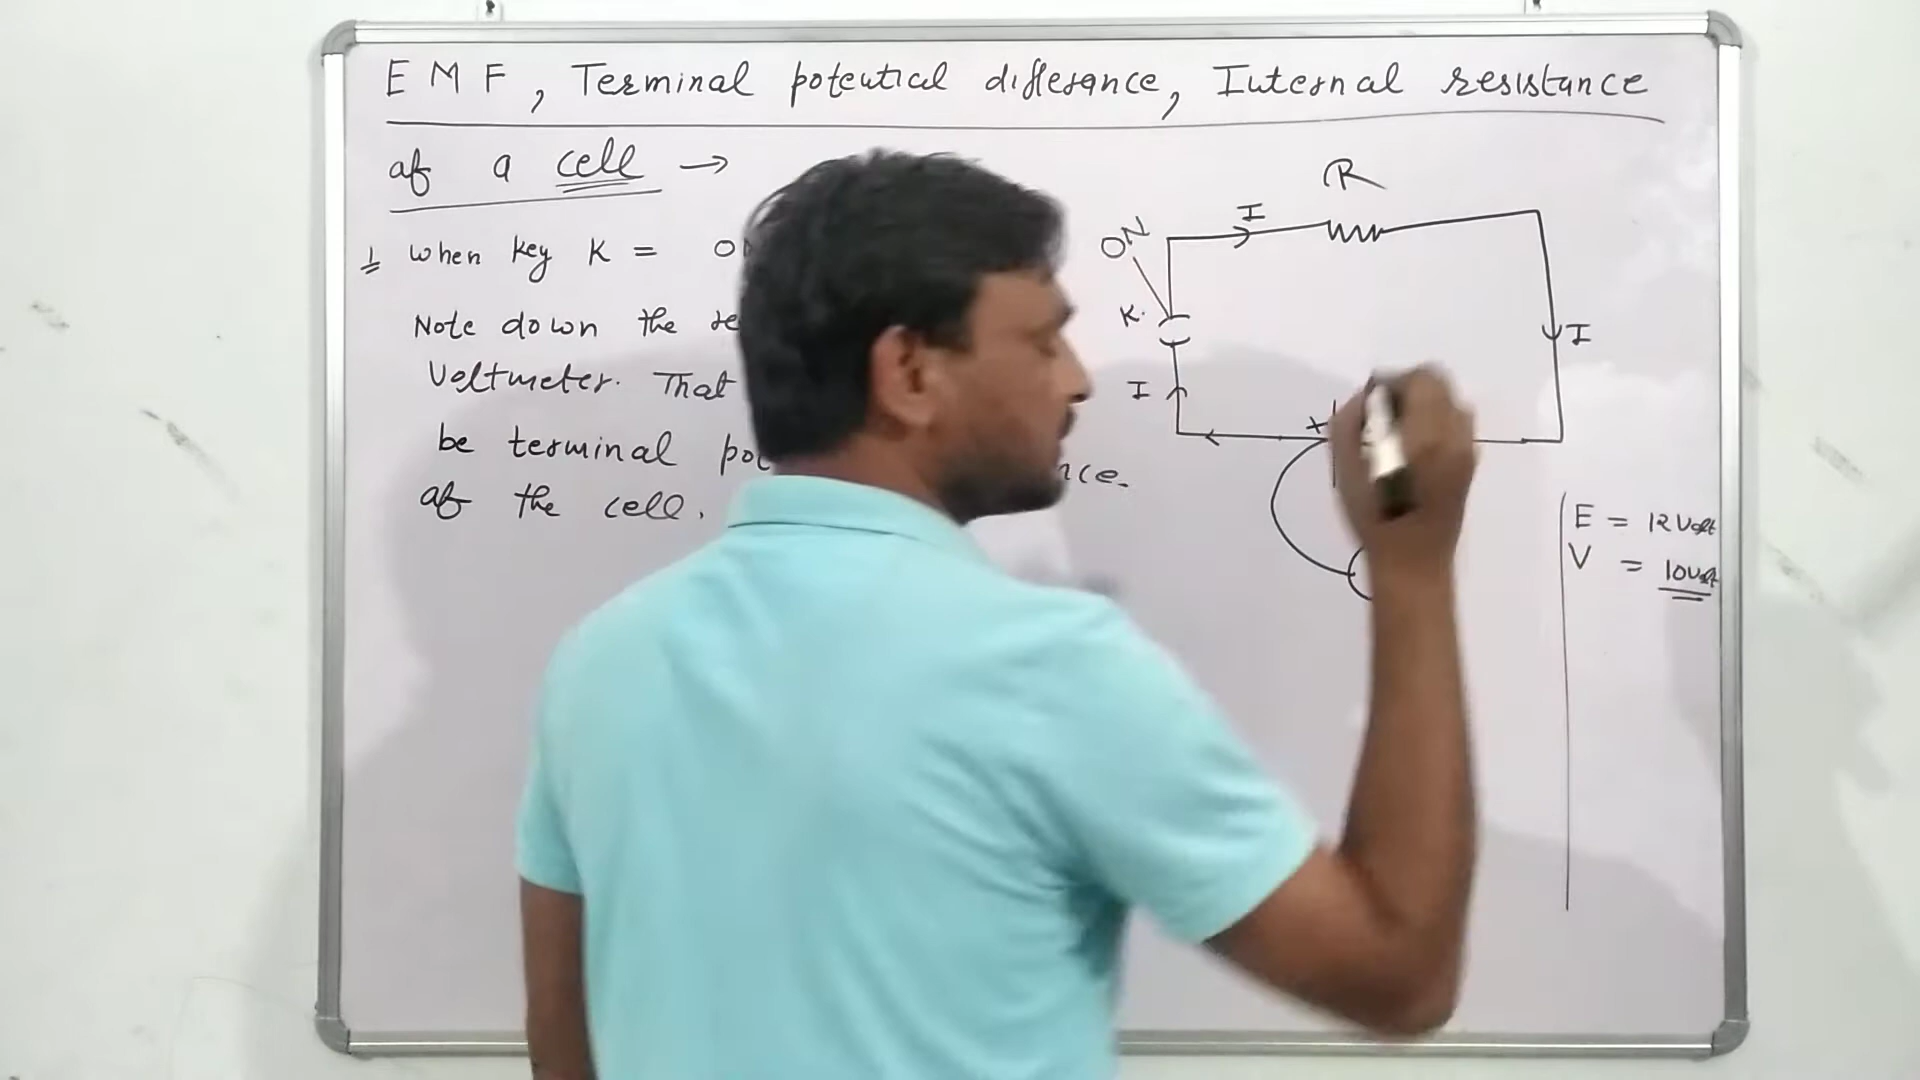 EMF, Terminal potential difference, Internal resistance
of a cell →
1 When key K =
Note down the
Voltmeter. That
be terminal
of the cell.
R
ON
I
K.
I
I
+
E = 12 Volt
V = 10 Volt